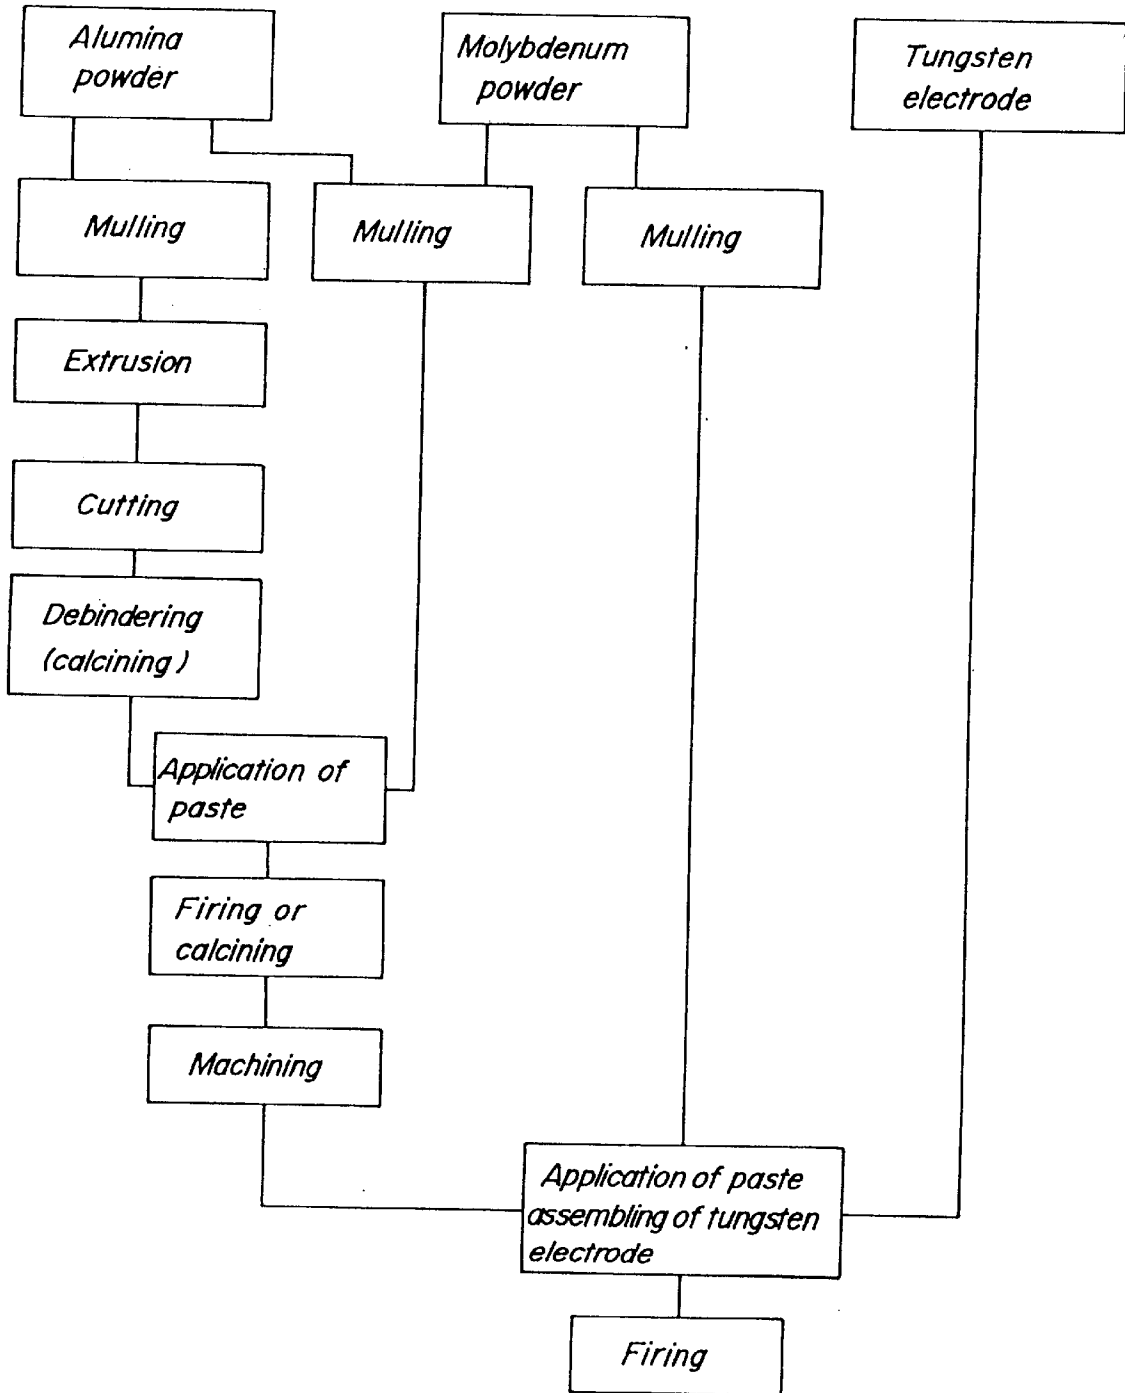 Alumina
powder
Molybdenum
powder
Tungsten
electrode
Mulling
Mulling
Mulling
Extrusion
Cutting
Debindering
(calcining)
Application of
paste
Firing or
calcining
Machining
Application of paste
assembling of tungsten
electrode
Firing